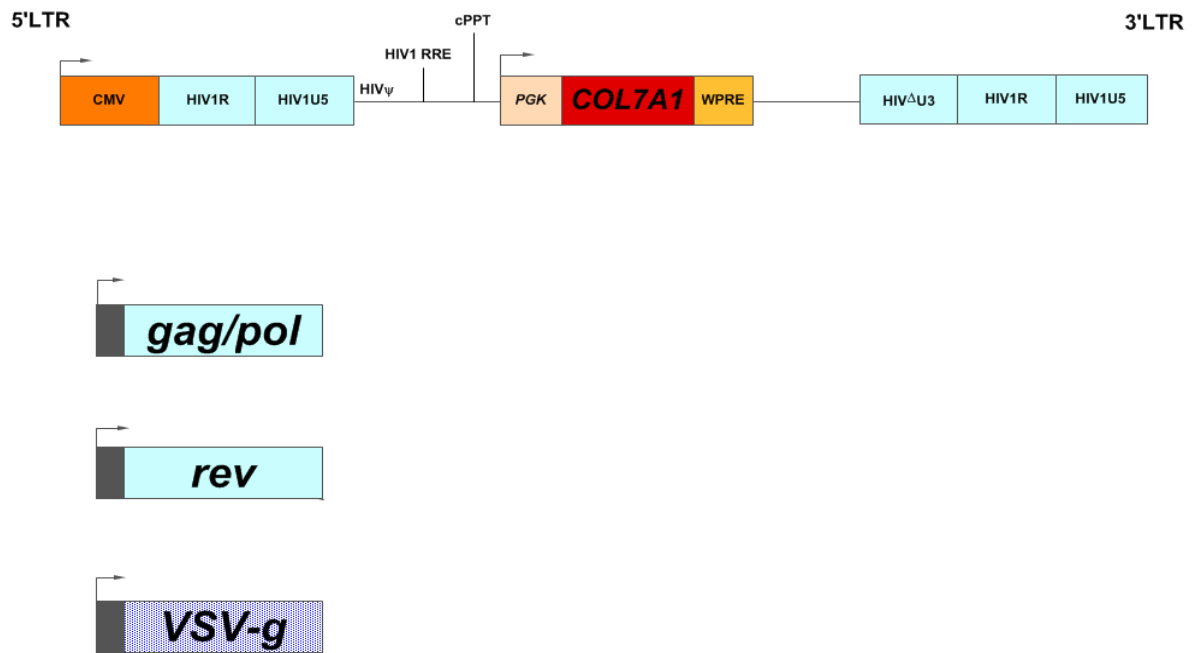 5'LTR
cPPT
3'LTR
HIV1 RRE
CMV
HIV1R
HIV1U5
HIVψ
PGK
COL7A1
WPRE
HIVΔU3
HIV1R
HIV1U5
gag/pol
rev
VSV-g